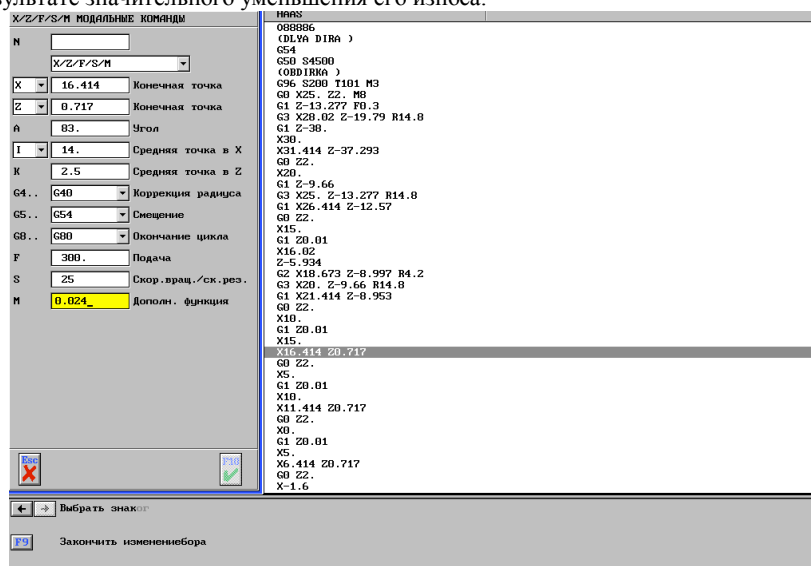 зультате значительного уменьшения его износа.
X/Z/F/S/M МОДАЛЬНЫЕ КОМАНДЫ
N
X/Z/F/S/M
X 16.414 Конечная точка
Z 0.717 Конечная точка
A 83. Угол
I 14. Средняя точка в X
K 2.5 Средняя точка в Z
G4.. G40 Коррекция радиуса
G5.. G54 Смещение
G8.. G80 Окончание цикла
F 300. Подача
S 25 Скор.вращ./ск.рез.
M 0.024_ Дополн. функция
Esc F10
HAAS
O88886
(DLYA DIRA )
G54
G50 S4500
(OBDIRKA )
G96 S200 T101 M3
G0 X25. Z2. M8
G1 Z-13.277 F0.3
G3 X28.02 Z-19.79 R14.8
G1 Z-38.
X30.
X31.414 Z-37.293
G0 Z2.
X20.
G1 Z-9.66
G3 X25. Z-13.277 R14.8
G1 X26.414 Z-12.57
G0 Z2.
X15.
G1 Z0.01
X16.02
Z-5.934
G2 X18.673 Z-8.997 R4.2
G3 X20. Z-9.66 R14.8
G1 X21.414 Z-8.953
G0 Z2.
X10.
G1 Z0.01
X15.
X16.414 Z0.717
G0 Z2.
X5.
G1 Z0.01
X10.
X11.414 Z0.717
G0 Z2.
X0.
G1 Z0.01
X5.
X6.414 Z0.717
G0 Z2.
X-1.6
Выбрать знаког
F9 Закончить изменениебора